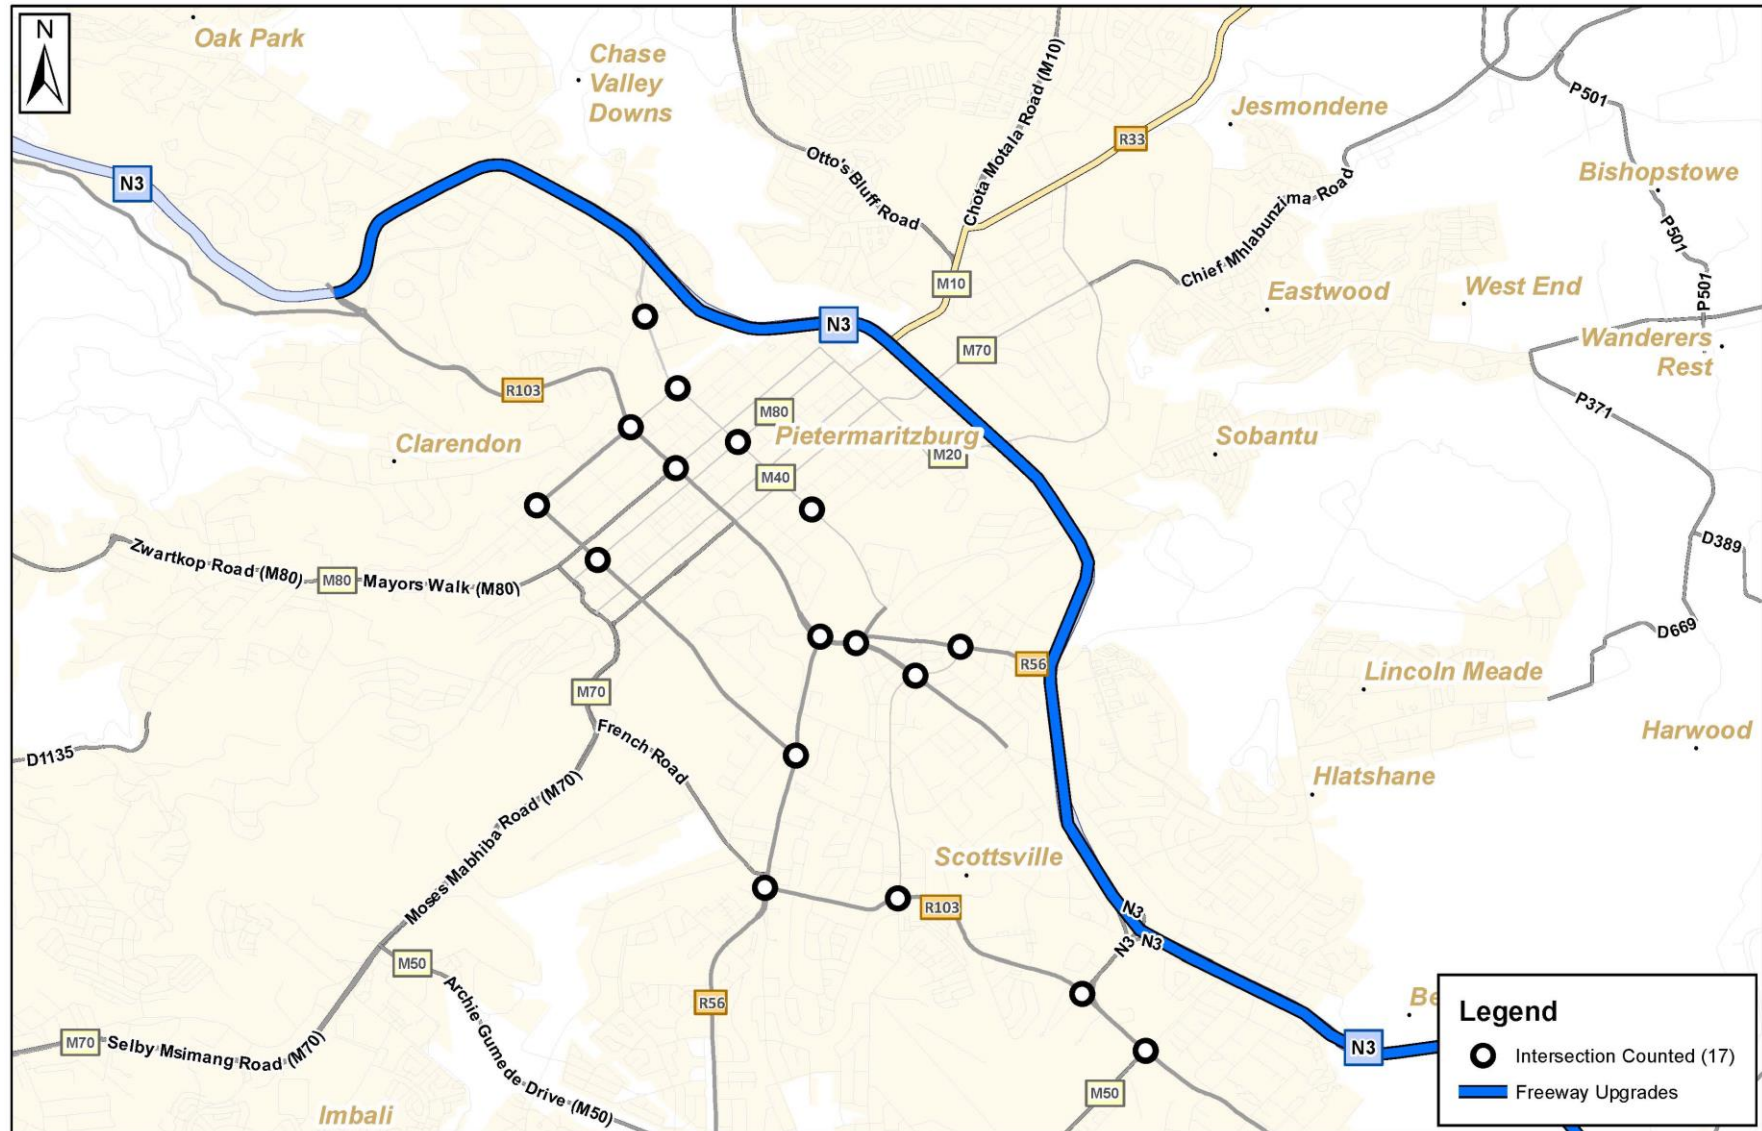 N
Oak Park
Chase
Valley
Downs
Chota Motala Road (M10)
R33
Jesmondene
P501
N3
Otto's Bluff Road
Bishopstowe
Chief Mhlabunzima Road
P501
M10
Eastwood
West End
P501
N3
M70
Wanderers
Rest
R103
M80
P371
Clarendon
Pietermaritzburg
Sobantu
M20
M40
Zwartkop Road (M80)
M80
Mayors Walk (M80)
D389
D669
R56
Lincoln Meade
M70
French Road
Harwood
D1135
Hlatshane
Moses Mabhiba Road (M70)
Scottsville
R103
N3
N3
N3
M50
Archie Gumede Drive (M50)
R56
Be
M70
Selby Msimang Road (M70)
N3
M50
Imbali
Legend
Intersection Counted (17)
Freeway Upgrades